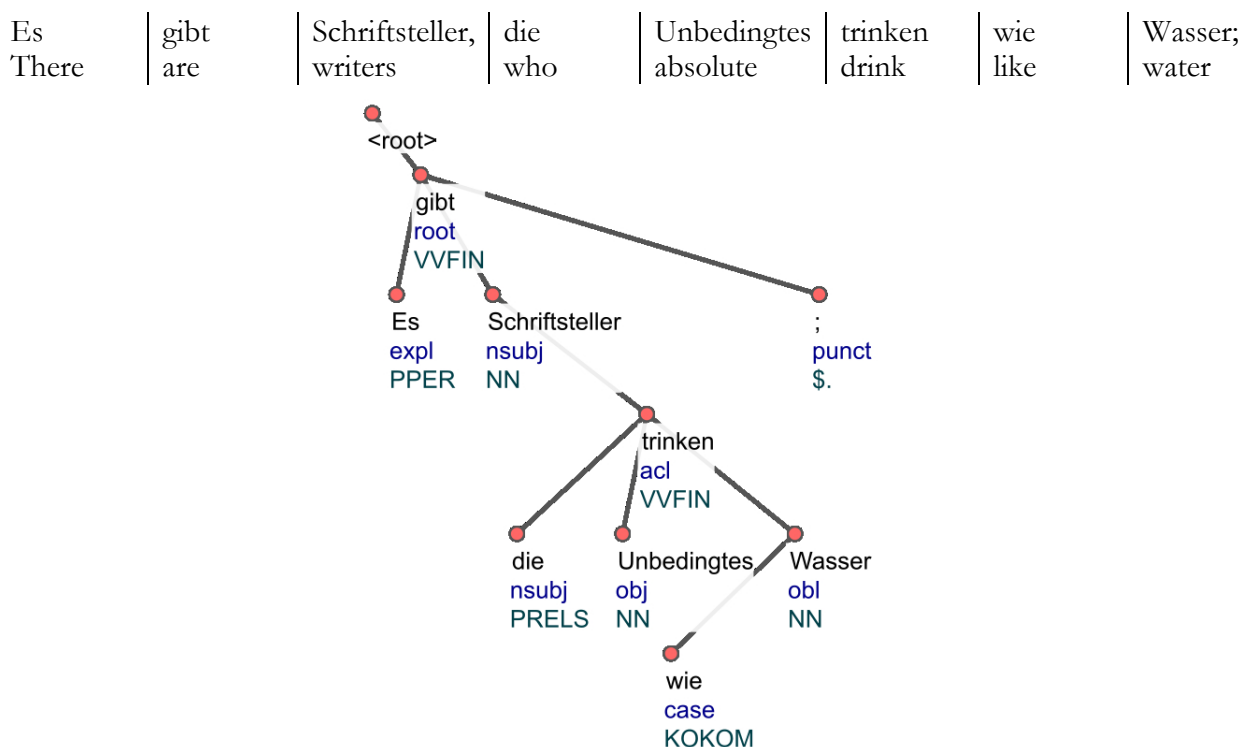 Es gibt Schriftsteller, die Unbedingtes trinken wie Wasser;
There are writers who absolute drink like water
<root>
gibt
root
VVFIN
Es Schriftsteller ;
expl nsubj punct
PPER NN $.
trinken
acl
VVFIN
die Unbedingtes Wasser
nsubj obj obl
PRELS NN NN
wie
case
KOKOM